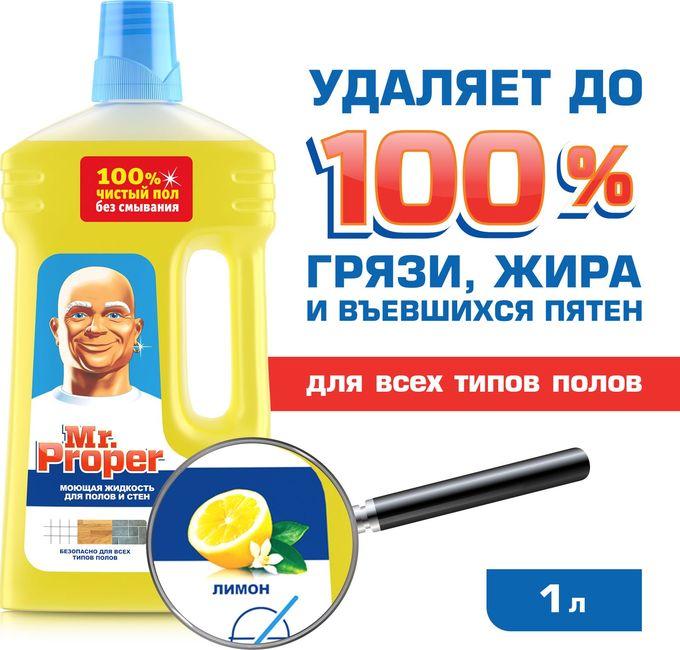 УДАЛЯЕТ ДО
100%
ГРЯЗИ, ЖИРА
И ВЪЕВШИХСЯ ПЯТЕН
ДЛЯ ВСЕХ ТИПОВ ПОЛОВ
100%
ЧИСТЫЙ ПОЛ
БЕЗ СМЫВАНИЯ
Mr.
Proper
МОЮЩАЯ ЖИДКОСТЬ
ДЛЯ ПОЛОВ И СТЕН
БЕЗОПАСНО ДЛЯ ВСЕХ
ТИПОВ ПОЛОВ
ЛИМОН
1 л